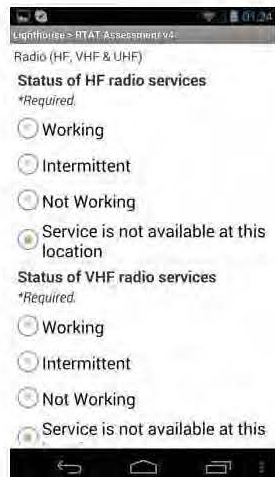 01:24
Lighthouse > RTAT Assessment v4
Radio (HF, VHF & UHF)
Status of HF radio services
*Required.
Working
Intermittent
Not Working
Service is not available at this
location
Status of VHF radio services
*Required.
Working
Intermittent
Not Working
Service is not available at this